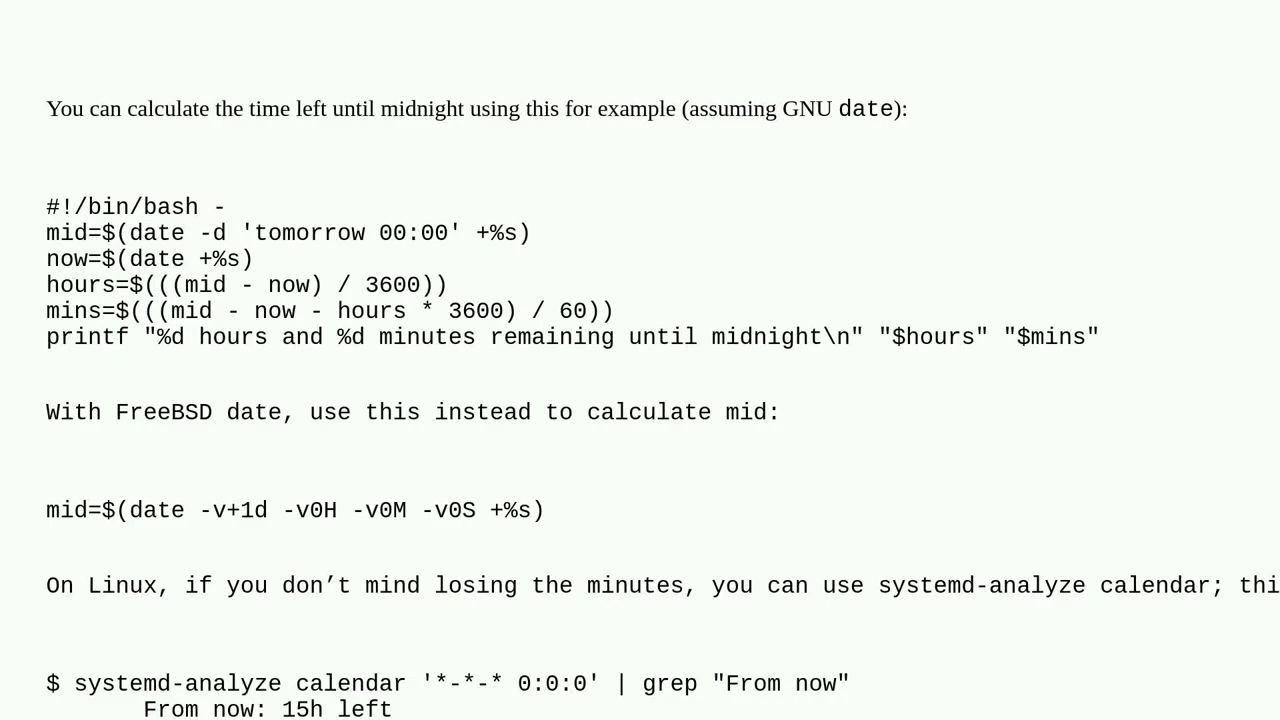 You can calculate the time left until midnight using this for example (assuming GNU date):
#!/bin/bash -
mid=$(date -d 'tomorrow 00:00' +%s)
now=$(date +%s)
hours=$(((mid - now) / 3600))
mins=$(((mid - now - hours * 3600) / 60))
printf "%d hours and %d minutes remaining until midnight\n" "$hours" "$mins"
With FreeBSD date, use this instead to calculate mid:
mid=$(date -v+1d -v0H -v0M -v0S +%s)
On Linux, if you don’t mind losing the minutes, you can use systemd-analyze calendar; thi
$ systemd-analyze calendar '*-*-* 0:0:0' | grep "From now"
From now: 15h left